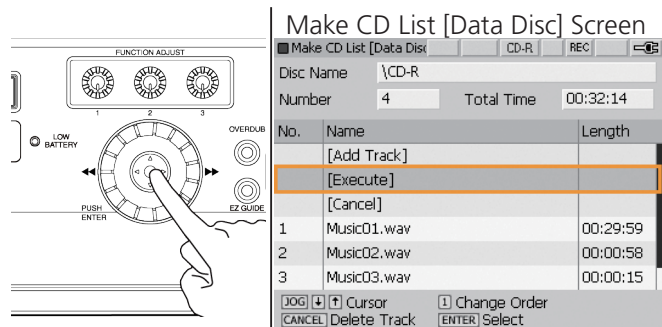 FUNCTION ADJUST
1 2 3
LOW BATTERY
OVERDUB
PUSH ENTER
EZ GUIDE
Make CD List [Data Disc] Screen
Make CD List [Data Disc CD-R REC
Disc Name \CD-R
Number 4 Total Time 00:32:14
No. Name Length
[Add Track]
[Execute]
[Cancel]
1 Music01.wav 00:29:59
2 Music02.wav 00:00:58
3 Music03.wav 00:00:15
JOG Cursor 1 Change Order
CANCEL Delete Track ENTER Select